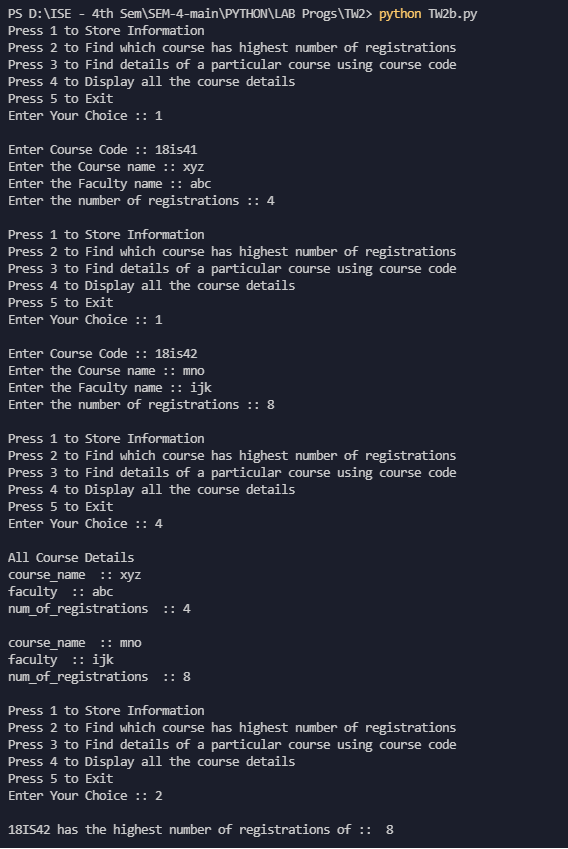 PS D:\ISE - 4th Sem\SEM-4-main\PYTHON\LAB Progs\TW2> python TW2b.py
Press 1 to Store Information
Press 2 to Find which course has highest number of registrations
Press 3 to Find details of a particular course using course code
Press 4 to Display all the course details
Press 5 to Exit
Enter Your Choice :: 1

Enter Course Code :: 18is41
Enter the Course name :: xyz
Enter the Faculty name :: abc
Enter the number of registrations :: 4

Press 1 to Store Information
Press 2 to Find which course has highest number of registrations
Press 3 to Find details of a particular course using course code
Press 4 to Display all the course details
Press 5 to Exit
Enter Your Choice :: 1

Enter Course Code :: 18is42
Enter the Course name :: mno
Enter the Faculty name :: ijk
Enter the number of registrations :: 8

Press 1 to Store Information
Press 2 to Find which course has highest number of registrations
Press 3 to Find details of a particular course using course code
Press 4 to Display all the course details
Press 5 to Exit
Enter Your Choice :: 4

All Course Details
course_name  :: xyz
faculty  :: abc
num_of_registrations  :: 4

course_name  :: mno
faculty  :: ijk
num_of_registrations  :: 8

Press 1 to Store Information
Press 2 to Find which course has highest number of registrations
Press 3 to Find details of a particular course using course code
Press 4 to Display all the course details
Press 5 to Exit
Enter Your Choice :: 2

18IS42 has the highest number of registrations of ::  8